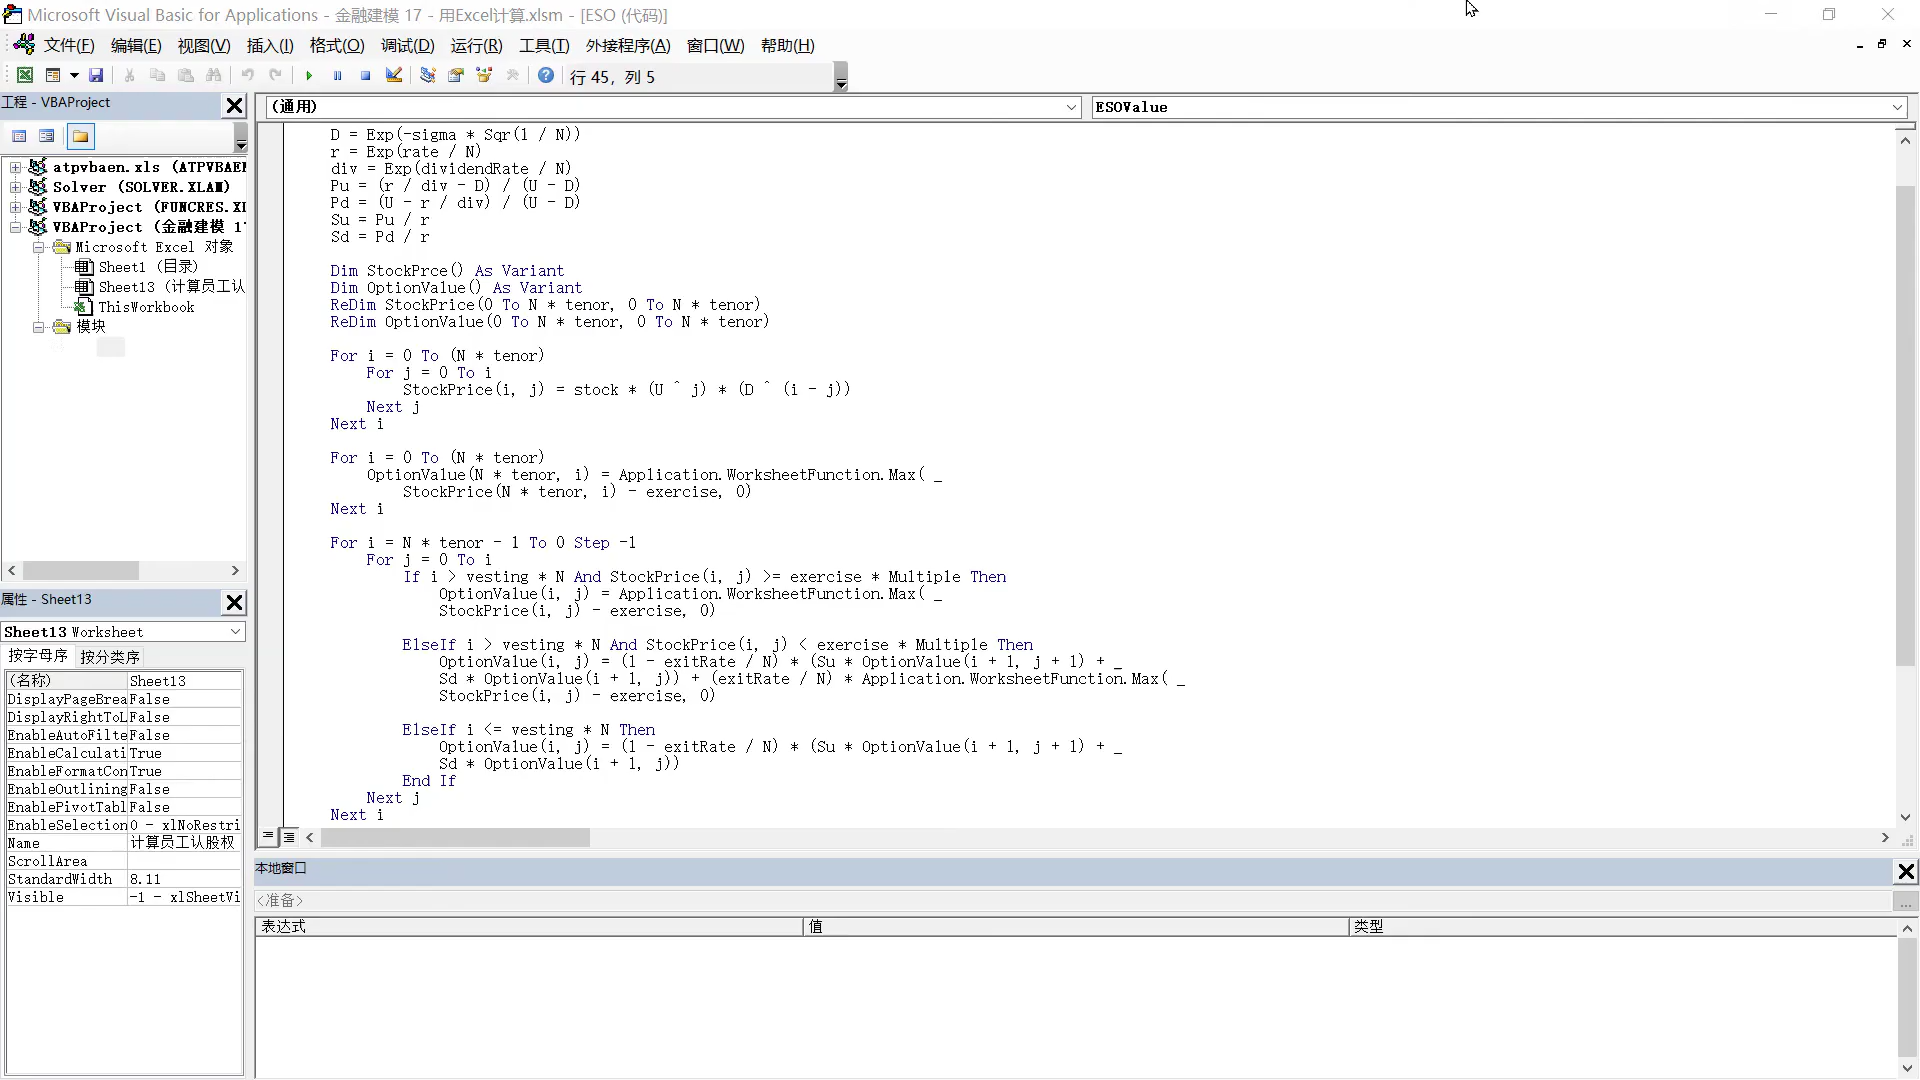 Microsoft Visual Basic for Applications - 金融建模 17 - 用Excel计算.xlsm - [ESO (代码)]
文件(F) 编辑(E) 视图(V) 插入(I) 格式(O) 调试(D) 运行(R) 工具(T) 外接程序(A) 窗口(W) 帮助(H)
行 45，列 5
工程 - VBAProject
(通用)
ESOValue
atpvbaen.xls (ATPVBAEN
Solver (SOLVER.XLAM)
VBAProject (FUNCRES.XL
VBAProject (金融建模 17
Microsoft Excel 对象
Sheet1 (目录)
Sheet13 (计算员工认
ThisWorkbook
模块
D = Exp(-sigma * Sqr(1 / N))
r = Exp(rate / N)
div = Exp(dividendRate / N)
Pu = (r / div - D) / (U - D)
Pd = (U - r / div) / (U - D)
Su = Pu / r
Sd = Pd / r
Dim StockPrce() As Variant
Dim OptionValue() As Variant
ReDim StockPrice(0 To N * tenor, 0 To N * tenor)
ReDim OptionValue(0 To N * tenor, 0 To N * tenor)
For i = 0 To (N * tenor)
For j = 0 To i
StockPrice(i, j) = stock * (U ^ j) * (D ^ (i - j))
Next j
Next i
For i = 0 To (N * tenor)
OptionValue(N * tenor, i) = Application.WorksheetFunction.Max( _
StockPrice(N * tenor, i) - exercise, 0)
Next i
For i = N * tenor - 1 To 0 Step -1
For j = 0 To i
If i > vesting * N And StockPrice(i, j) >= exercise * Multiple Then
OptionValue(i, j) = Application.WorksheetFunction.Max( _
StockPrice(i, j) - exercise, 0)
ElseIf i > vesting * N And StockPrice(i, j) < exercise * Multiple Then
OptionValue(i, j) = (1 - exitRate / N) * (Su * OptionValue(i + 1, j + 1) + _
Sd * OptionValue(i + 1, j)) + (exitRate / N) * Application.WorksheetFunction.Max( _
StockPrice(i, j) - exercise, 0)
ElseIf i <= vesting * N Then
OptionValue(i, j) = (1 - exitRate / N) * (Su * OptionValue(i + 1, j + 1) + _
Sd * OptionValue(i + 1, j))
End If
Next j
Next i
属性 - Sheet13
Sheet13 Worksheet
按字母序 按分类序
(名称) Sheet13
DisplayPageBrea False
DisplayRightToL False
EnableAutoFilte False
EnableCalculati True
EnableFormatCon True
EnableOutlining False
EnablePivotTabl False
EnableSelection 0 - xlNoRestri
Name 计算员工认股权
ScrollArea
StandardWidth 8.11
Visible -1 - xlSheetVi
本地窗口
<准备>
表达式 值 类型